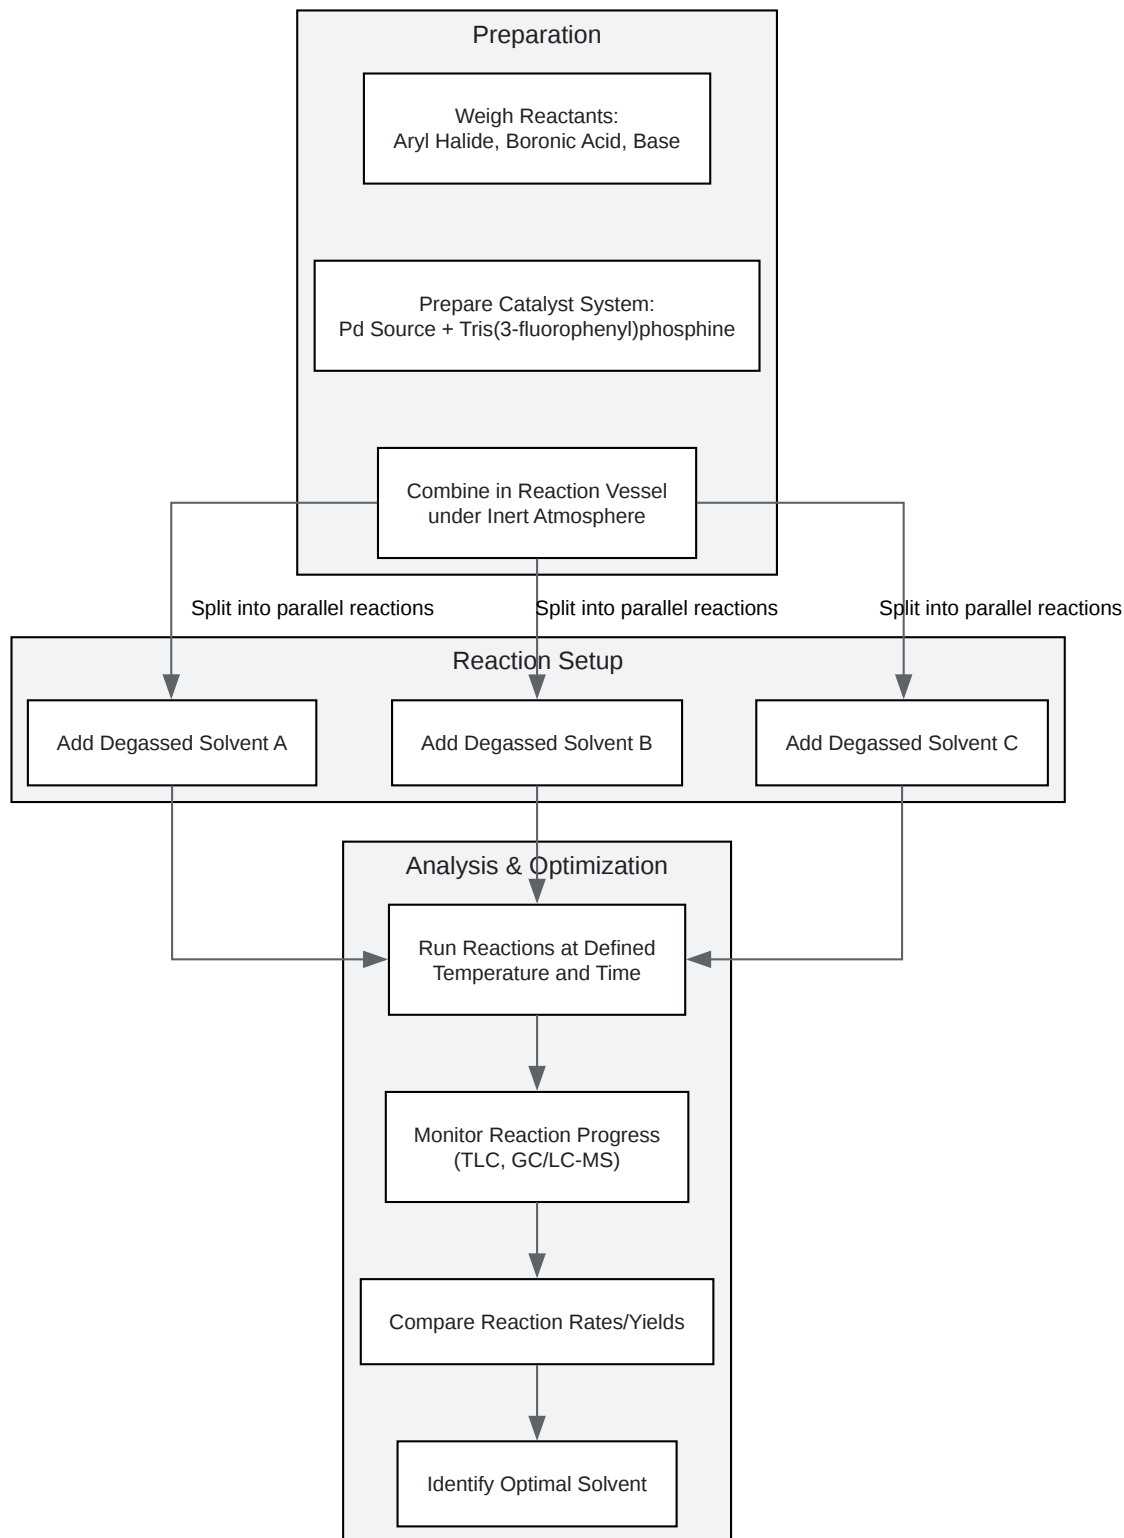 Preparation
Weigh Reactants:
Aryl Halide, Boronic Acid, Base
Prepare Catalyst System:
Pd Source + Tris(3-fluorophenyl)phosphine
Combine in Reaction Vessel
under Inert Atmosphere
Split into parallel reactions
Split into parallel reactions
Split into parallel reactions
Reaction Setup
Add Degassed Solvent A
Add Degassed Solvent B
Add Degassed Solvent C
Analysis & Optimization
Run Reactions at Defined
Temperature and Time
Monitor Reaction Progress
(TLC, GC/LC-MS)
Compare Reaction Rates/Yields
Identify Optimal Solvent